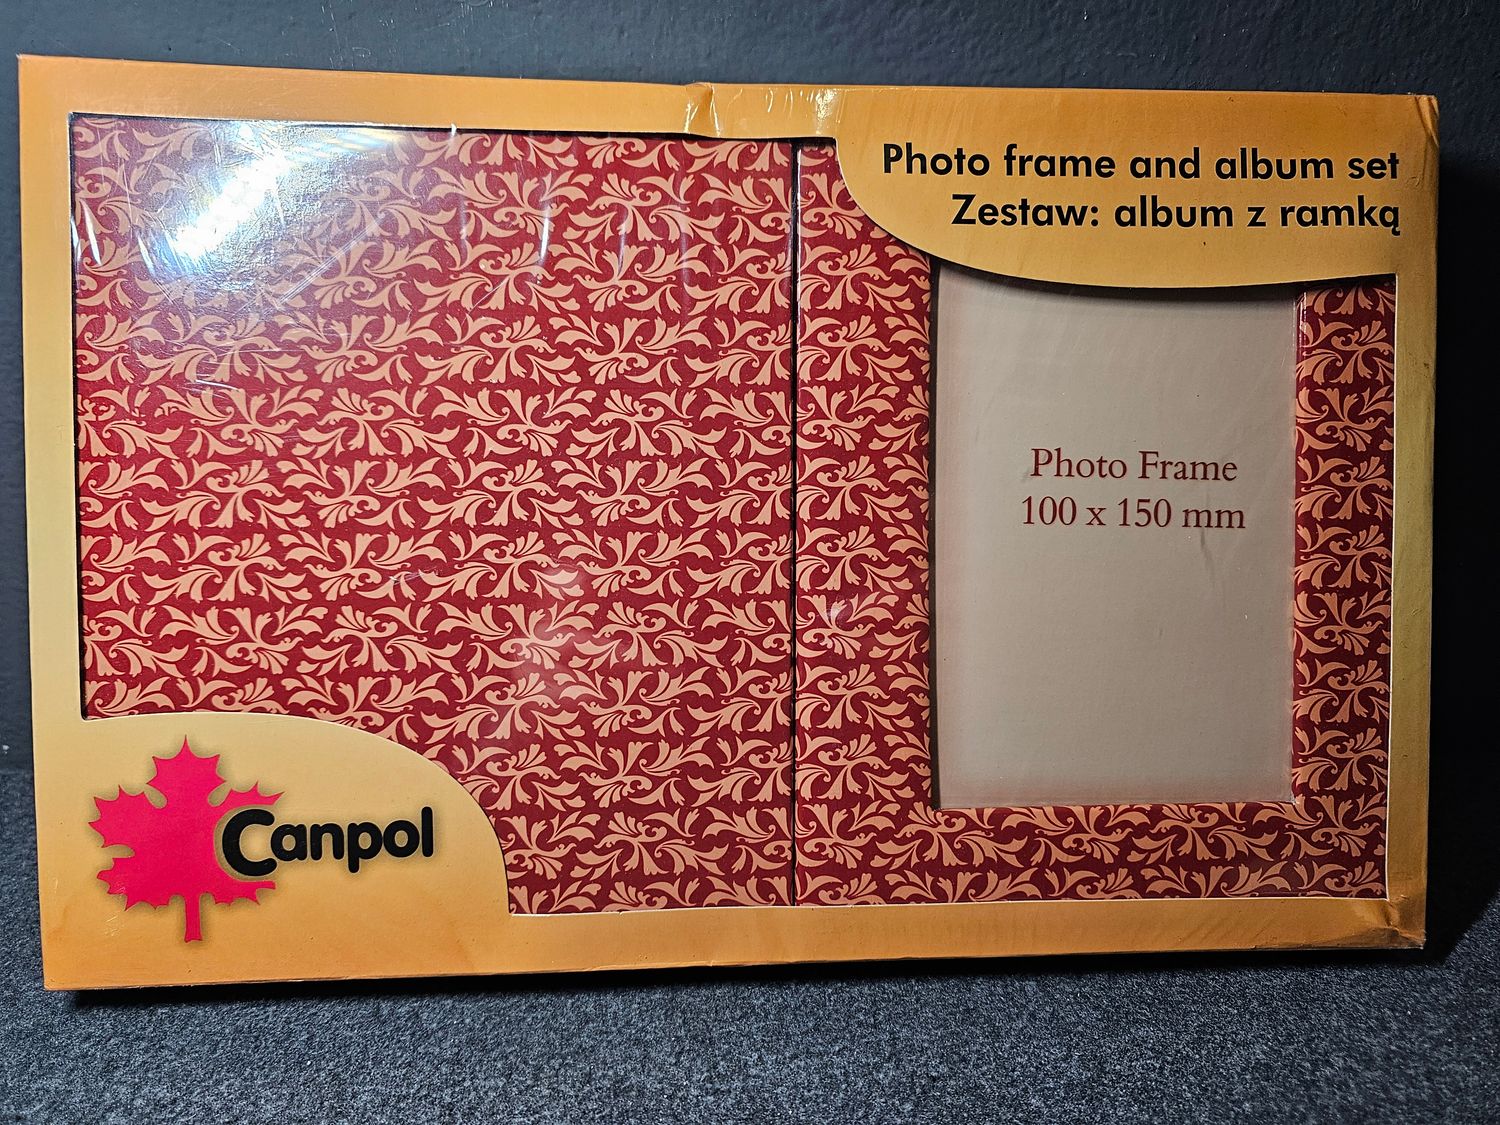 Photo frame and album set
Zestaw: album z ramką
Photo Frame
100 x 150 mm
Canpol